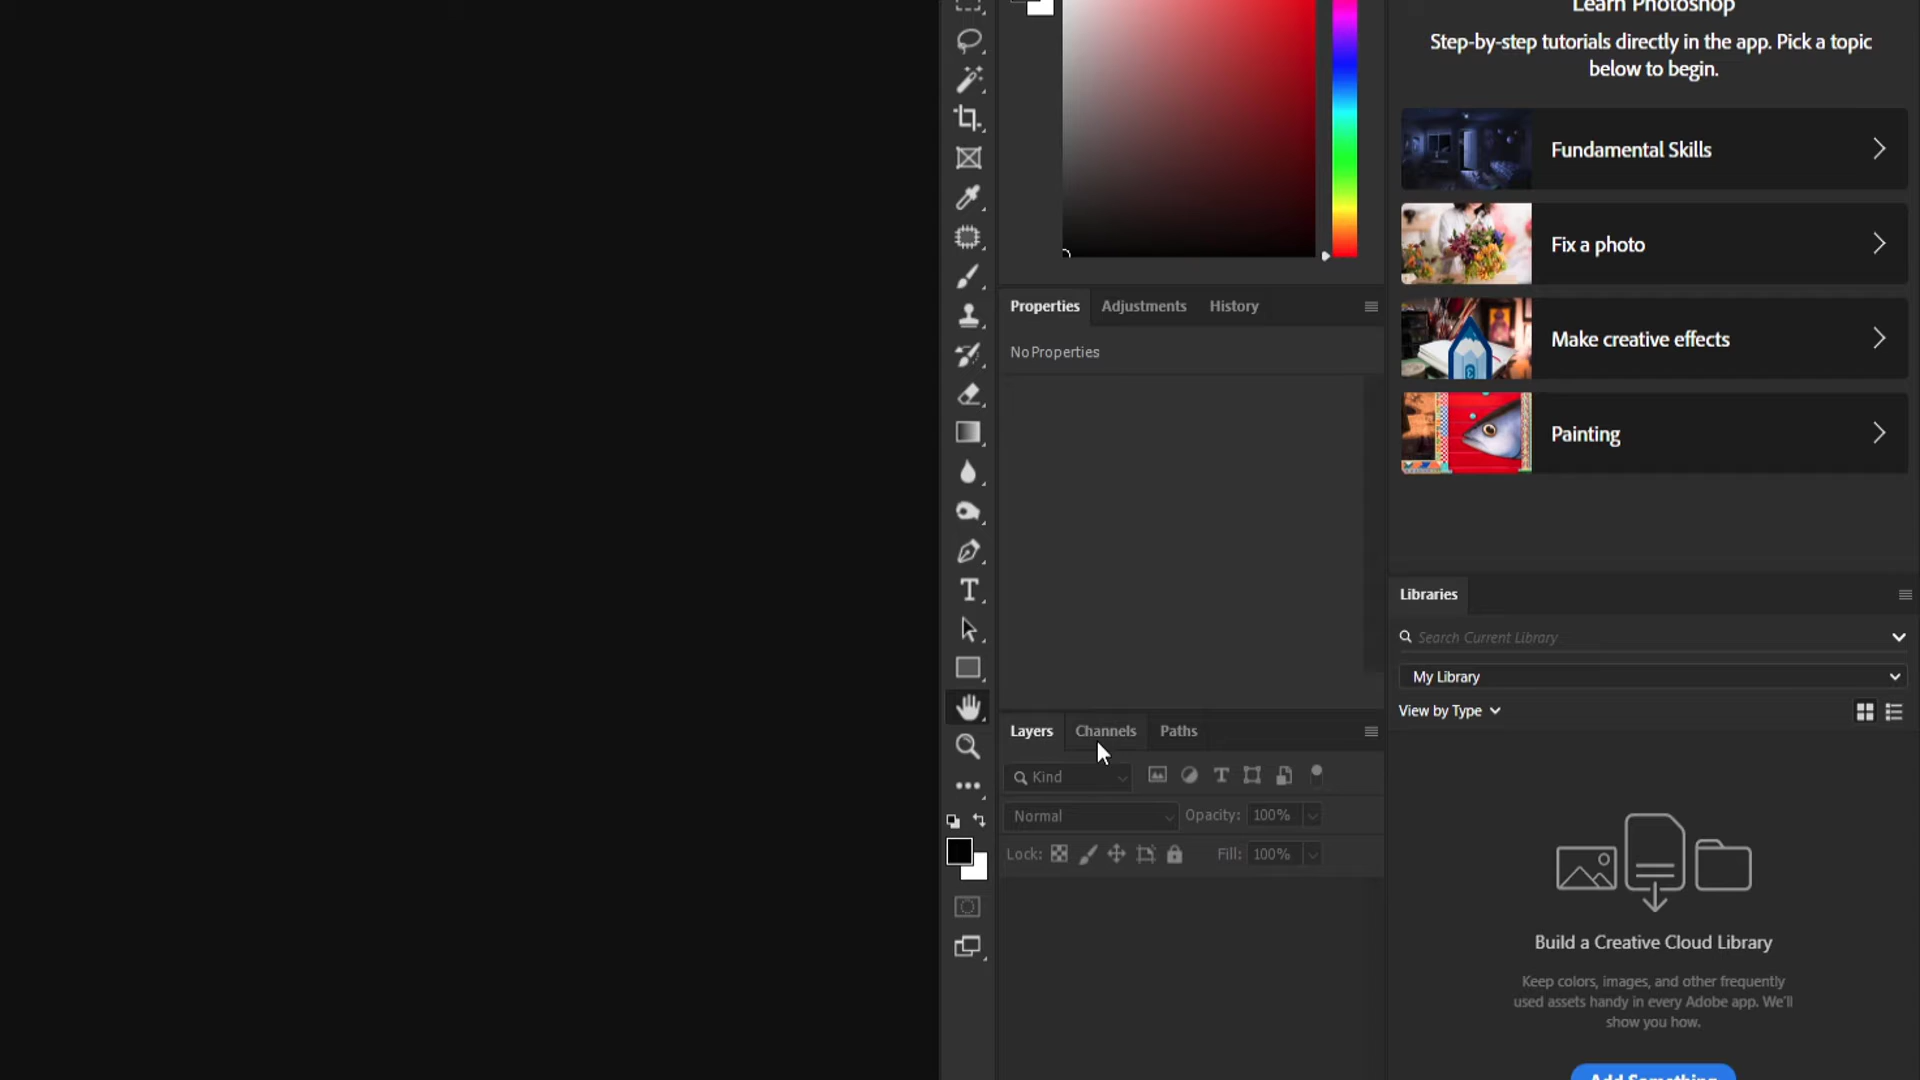 Learn Photoshop
Step-by-step tutorials directly in the app. Pick a topic
below to begin.
Fundamental Skills
Fix a photo
Make creative effects
Painting
Properties
Adjustments
History
No Properties
Libraries
Search Current Library
My Library
View by Type
Layers
Channels
Paths
Kind
Normal
Opacity:
100%
Lock:
Fill:
100%
Build a Creative Cloud Library
Keep colors, images, and other frequently
used assets handy in every Adobe app. We'll
show you how.
Add Something